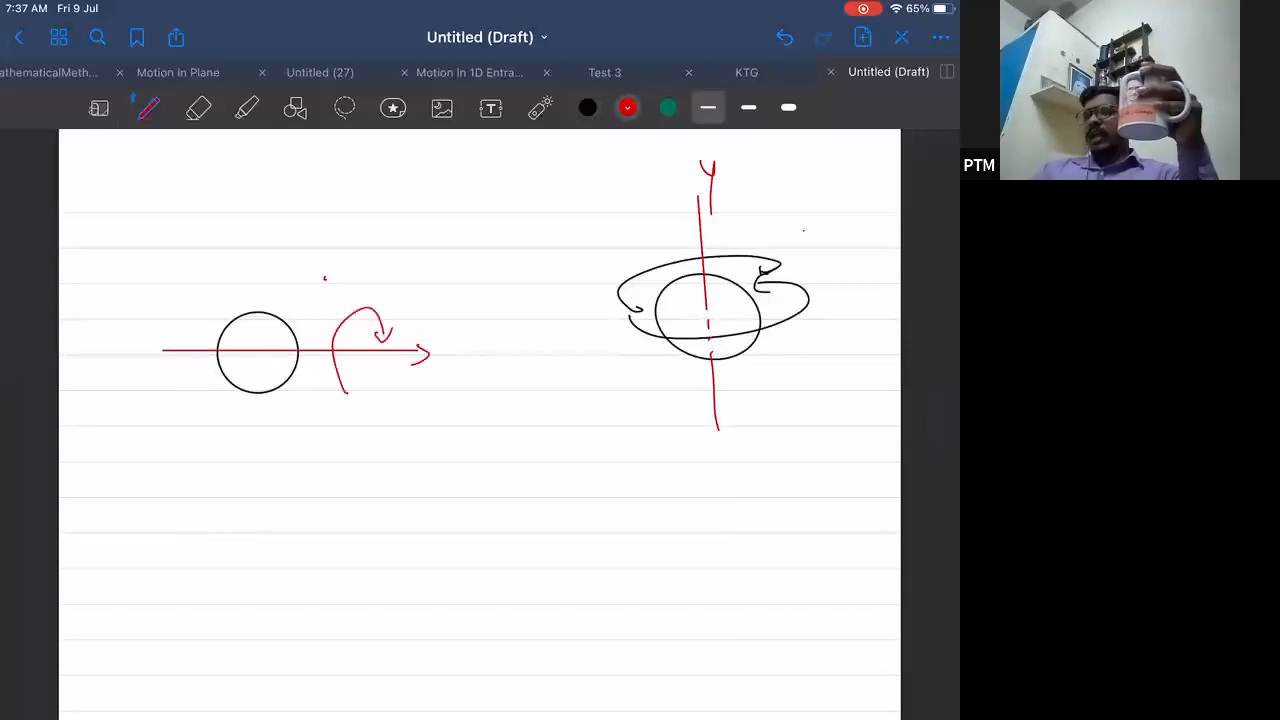 7:37 AM Fri 9 Jul
65%
Untitled (Draft)
athematicalMeth...
Motion In Plane
Untitled (27)
Motion In 1D Entra...
Test 3
KTG
Untitled (Draft)
T
y
PTM